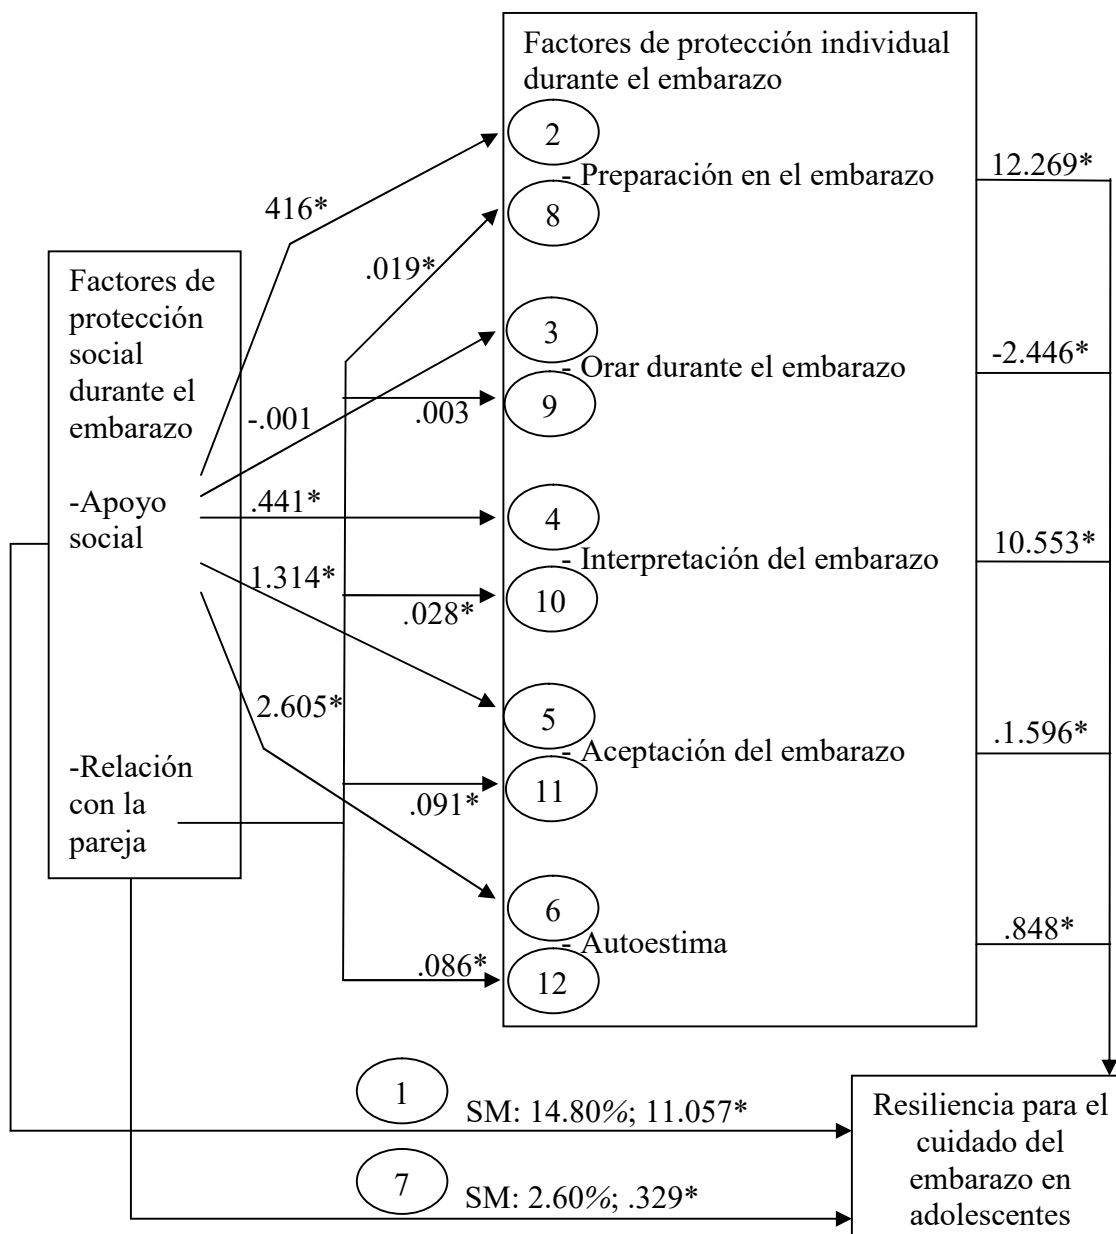 Factores de protección individual
durante el embarazo
2
- Preparación en el embarazo
8
12.269*
416*
.019*
Factores de
protección
social
durante el
embarazo
-Apoyo
social
-Relación
con la
pareja
3
- Orar durante el embarazo
9
-2.446*
-.001
.003
.441*
4
- Interpretación del embarazo
10
10.553*
1.314*
.028*
2.605*
5
- Aceptación del embarazo
11
.1.596*
.091*
6
- Autoestima
12
.848*
.086*
1
SM: 14.80%; 11.057*
7
SM: 2.60%; .329*
Resiliencia para el
cuidado del
embarazo en
adolescentes